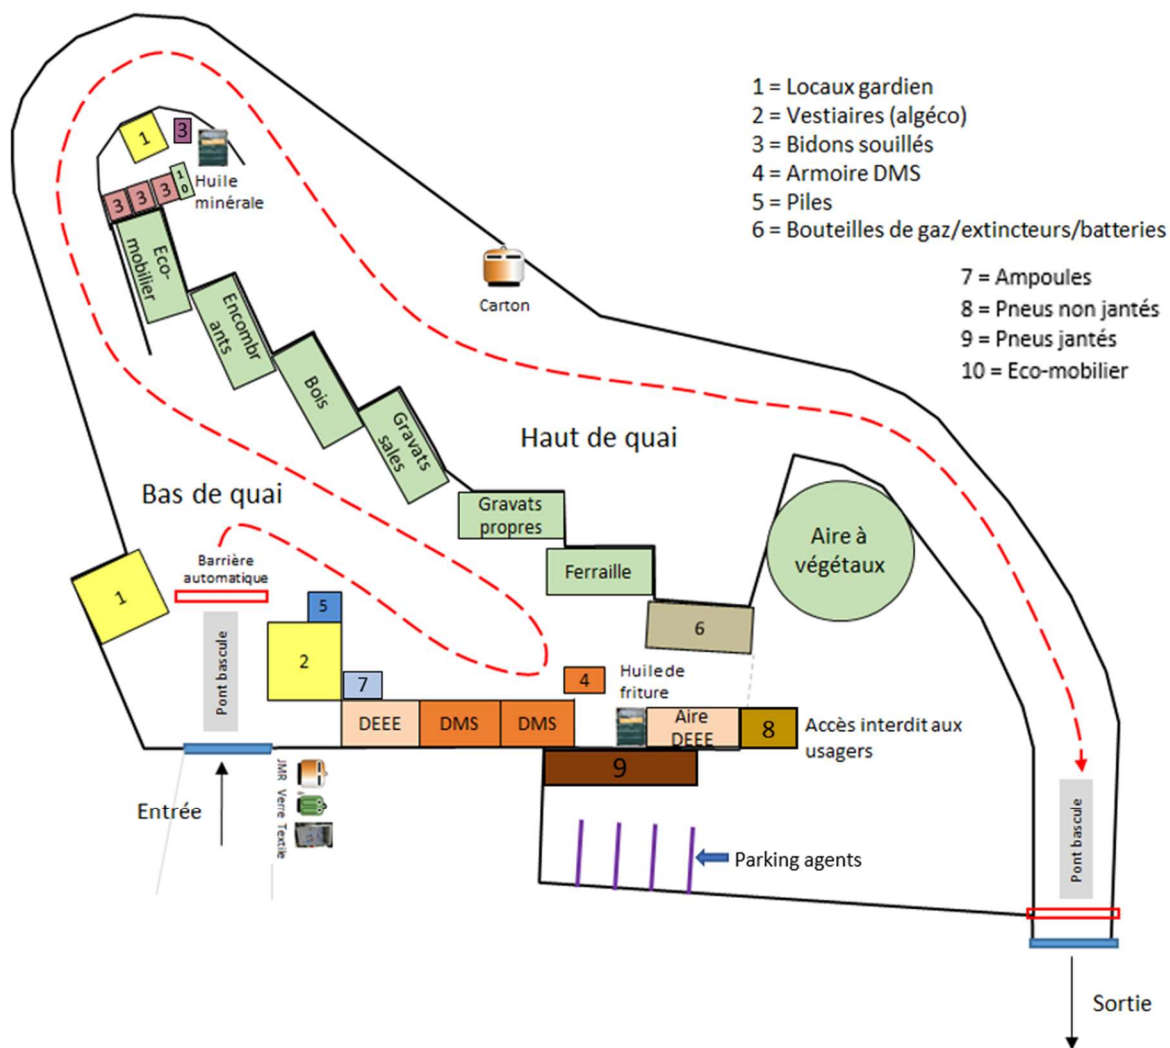 1 = Locaux gardien
2 = Vestiaires (algéco)
3 = Bidons souillés
4 = Armoire DMS
5 = Piles
6 = Bouteilles de gaz/extincteurs/batteries
7 = Ampoules
8 = Pneus non jantés
9 = Pneus jantés
10 = Eco-mobilier
1
3
Huile
minérale
3
3
3
10
Eco-
mobilier
Encombr
ants
Bois
Gravats
sales
Carton
Haut de quai
Bas de quai
Gravats
propres
Ferraille
Aire à
végétaux
Barrière
automatique
1
Pont bascule
5
2
7
6
4
Huile de
friture
DEEE
DMS
DMS
Aire
DEEE
8
Accès interdit aux
usagers
9
Entrée
JMR
Verre
Textile
Parking agents
Pont bascule
Sortie